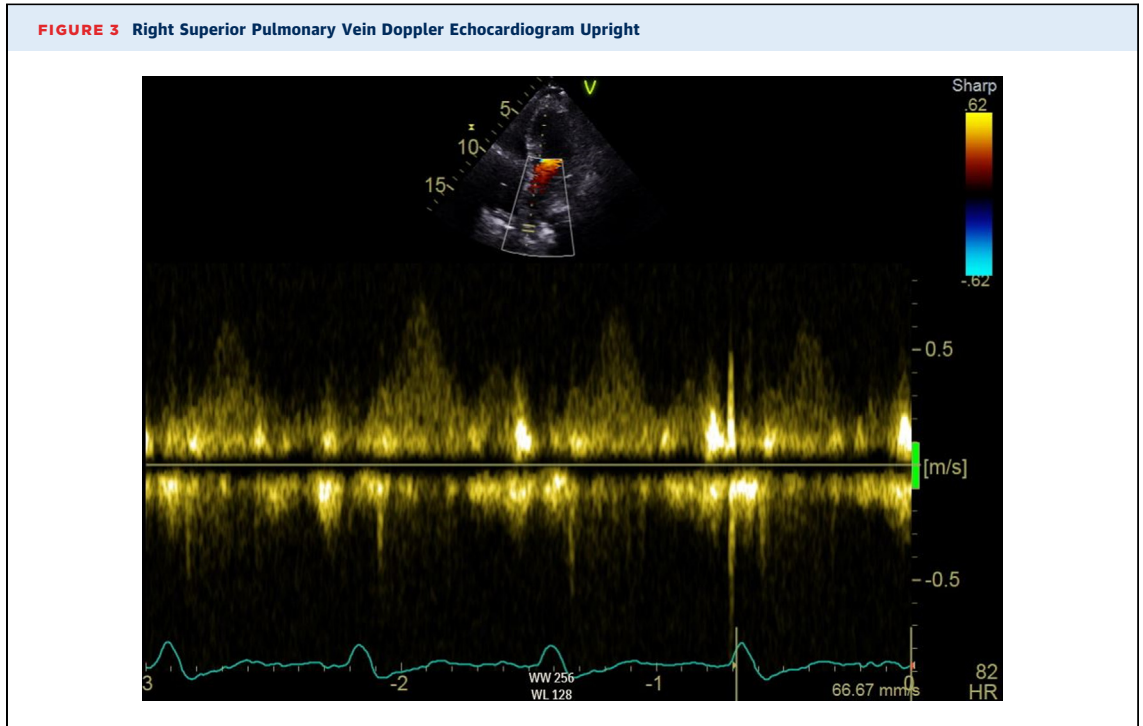 FIGURE 3 Right Superior Pulmonary Vein Doppler Echocardiogram Upright
Sharp
.62
V
5
10
15
-.62
0.5
[m/s]
-0.5
3
-2
WW 256
WL 128
-1
66.67 mm/s
0
82
HR